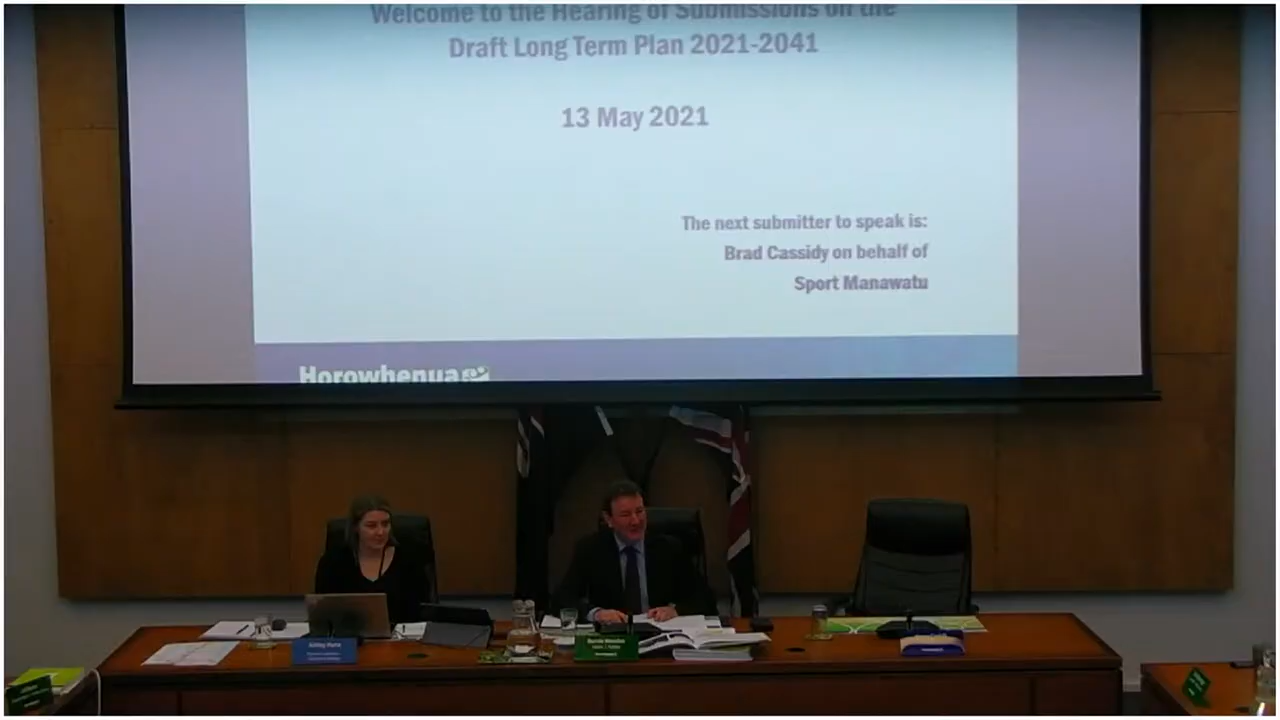 Welcome to the Hearing of Submissions on the
Draft Long Term Plan 2021-2041
13 May 2021
The next submitter to speak is:
Brad Cassidy on behalf of
Sport Manawatu
Horowhenua